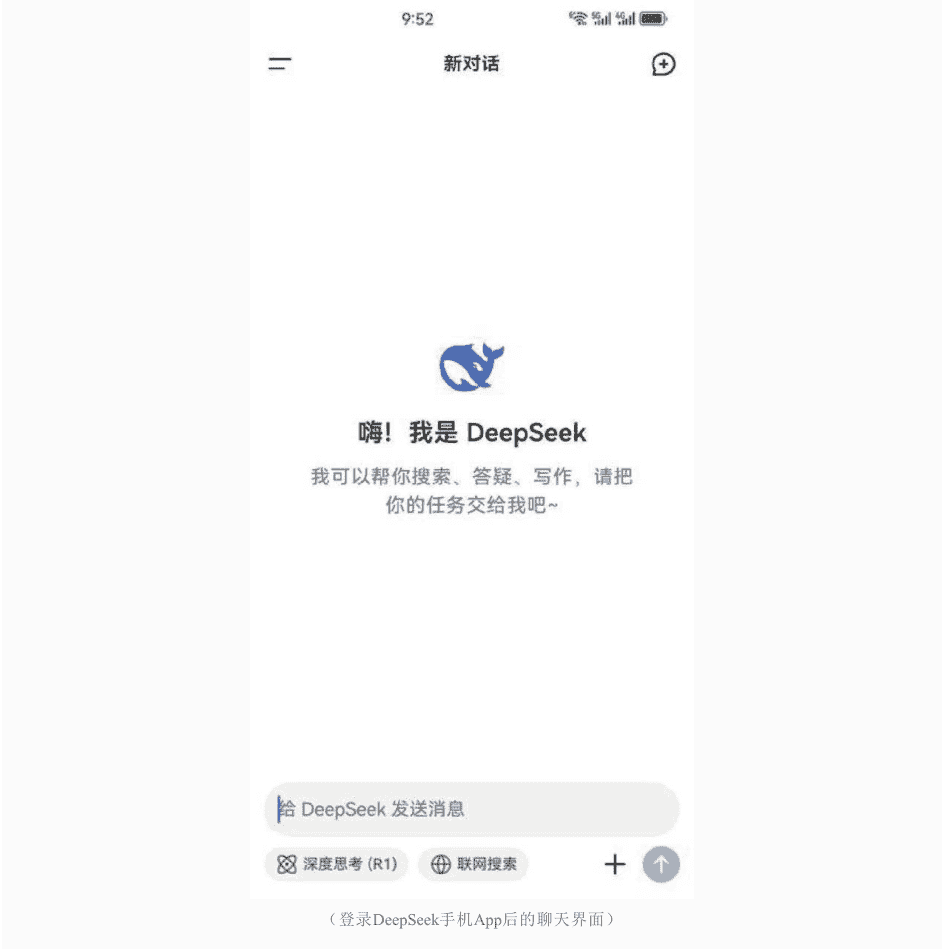 9:52
5G 4G
新对话
嗨！我是 DeepSeek
我可以帮你搜索、答疑、写作，请把
你的任务交给我吧~
给 DeepSeek 发送消息
深度思考 (R1) 联网搜索
（登录DeepSeek手机App后的聊天界面）